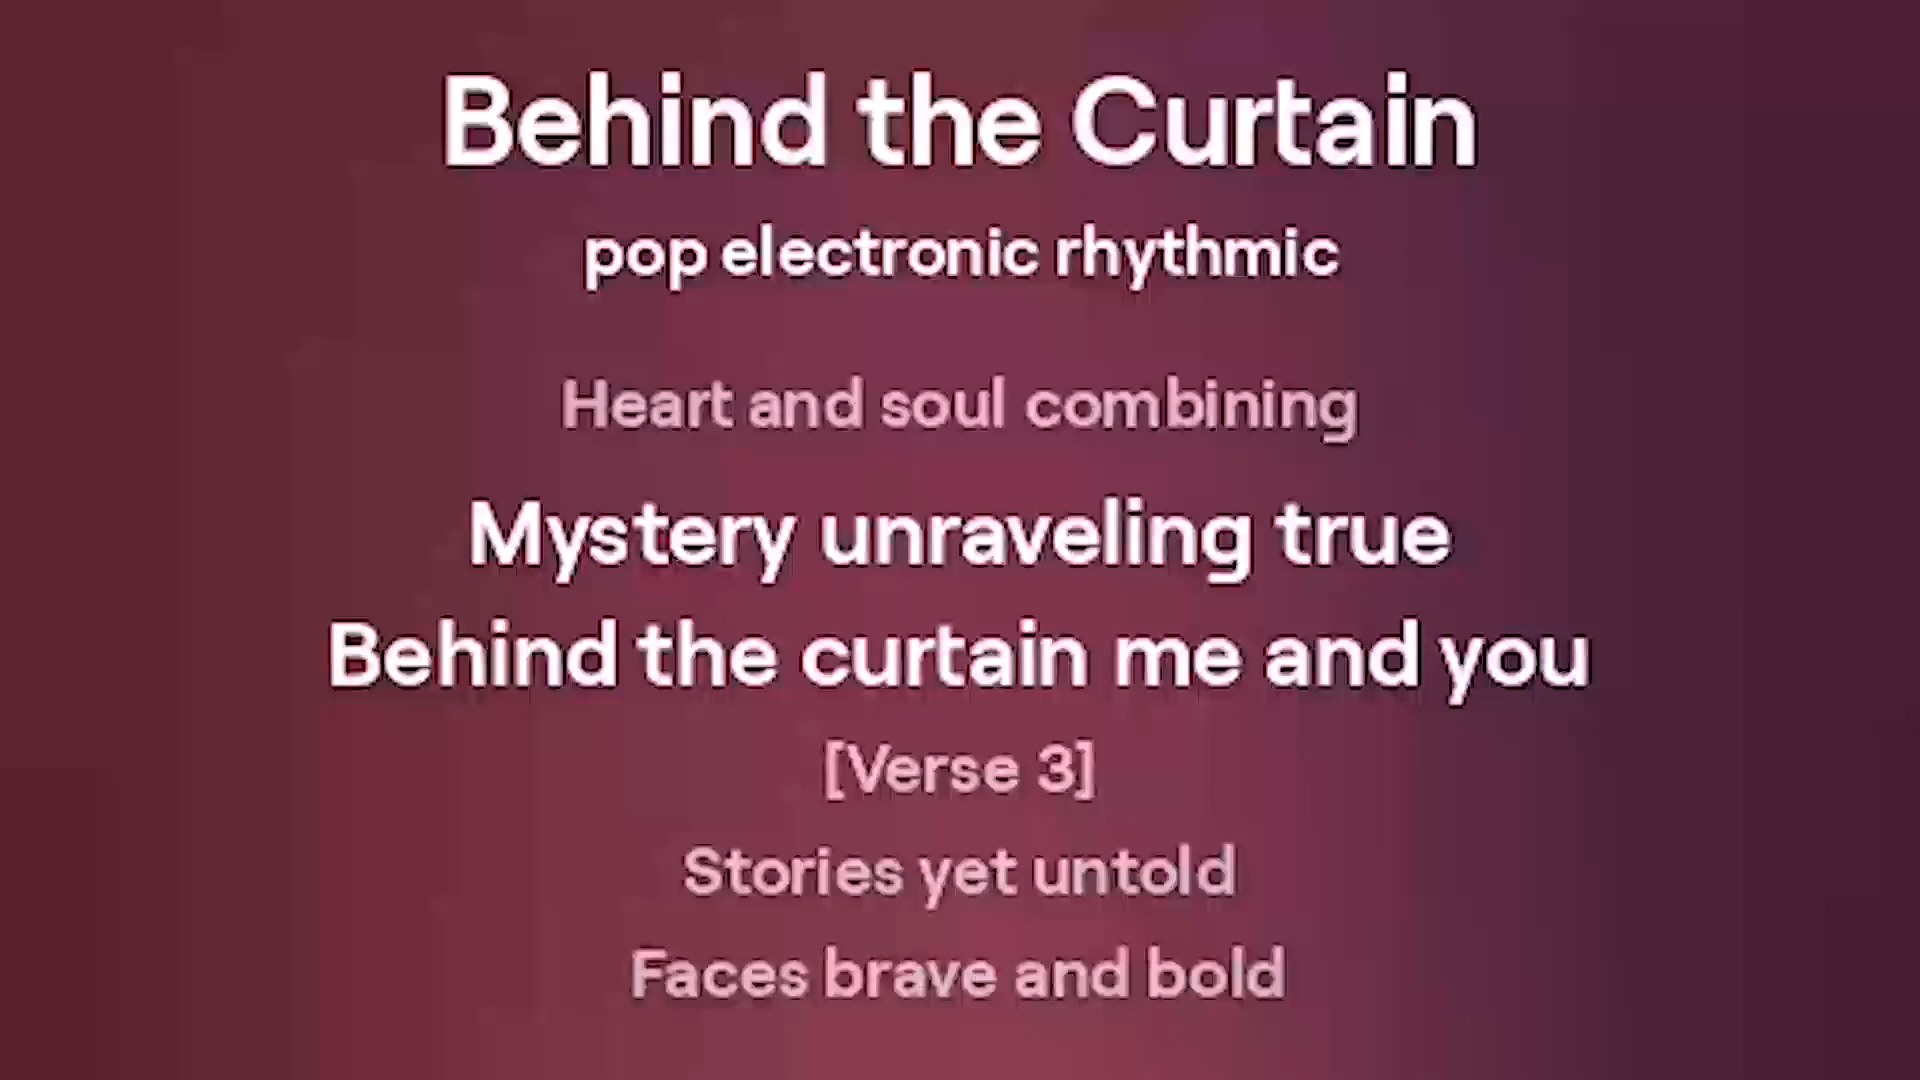 Behind the Curtain
pop electronic rhythmic
Heart and soul combining
Mystery unraveling true
Behind the curtain me and you
[Verse 3]
Stories yet untold
Faces brave and bold